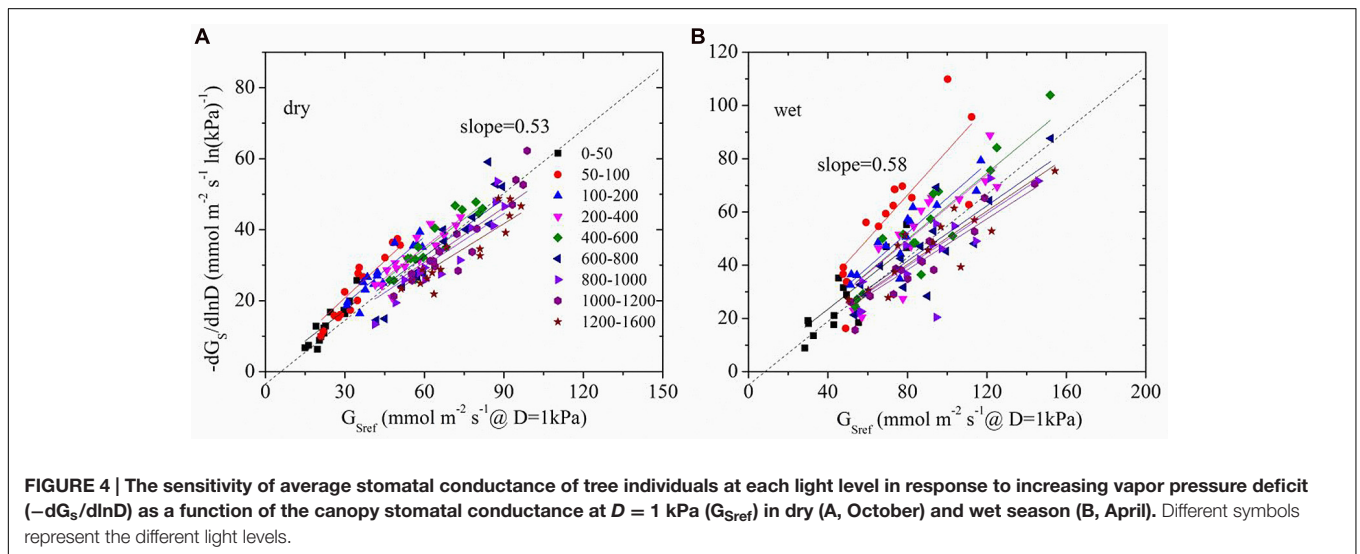 A
B
-dG_S/dlnD (mmol m^-2 s^-1 ln(kPa)^-1)
80
60
40
20
0
dry
slope=0.53
0-50
50-100
100-200
200-400
400-600
600-800
800-1000
1000-1200
1200-1600
0 30 60 90 120 150
G_Sref (mmol m^-2 s^-1@ D=1kPa)
120
100
80
60
40
20
0
wet
slope=0.58
0 40 80 120 160 200
G_Sref (mmol m^-2 s^-1@ D=1kPa)
FIGURE 4 | The sensitivity of average stomatal conductance of tree individuals at each light level in response to increasing vapor pressure deficit
(−dG_s/dlnD) as a function of the canopy stomatal conductance at D = 1 kPa (G_Sref) in dry (A, October) and wet season (B, April). Different symbols
represent the different light levels.